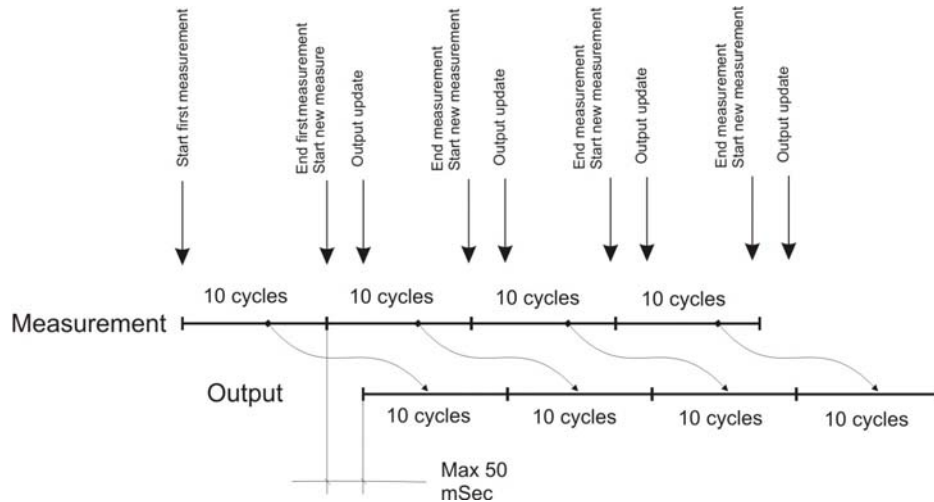 Start first measurement
End first measurement
Start new measure
Output update
End measurement
Start new measurement
Output update
End measurement
Start new measurement
Output update
End measurement
Start new measurement
Output update
10 cycles
10 cycles
10 cycles
10 cycles
Measurement
Output
10 cycles
10 cycles
10 cycles
10 cycles
Max 50
mSec